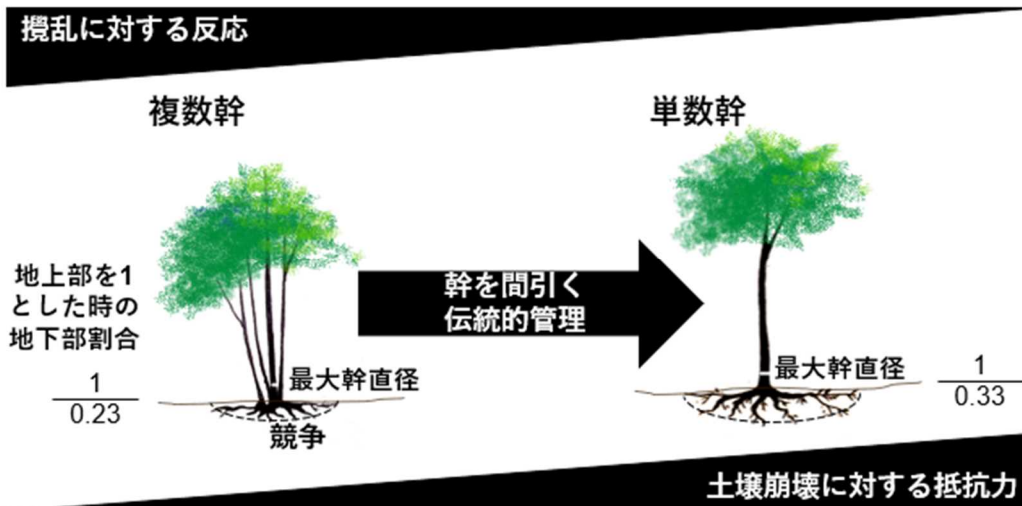 攪乱に対する反応
複数幹
単数幹
地上部を1
とした時の
地下部割合
1
0.23
幹を間引く
伝統的管理
最大幹直径
競争
最大幹直径
1
0.33
土壌崩壊に対する抵抗力